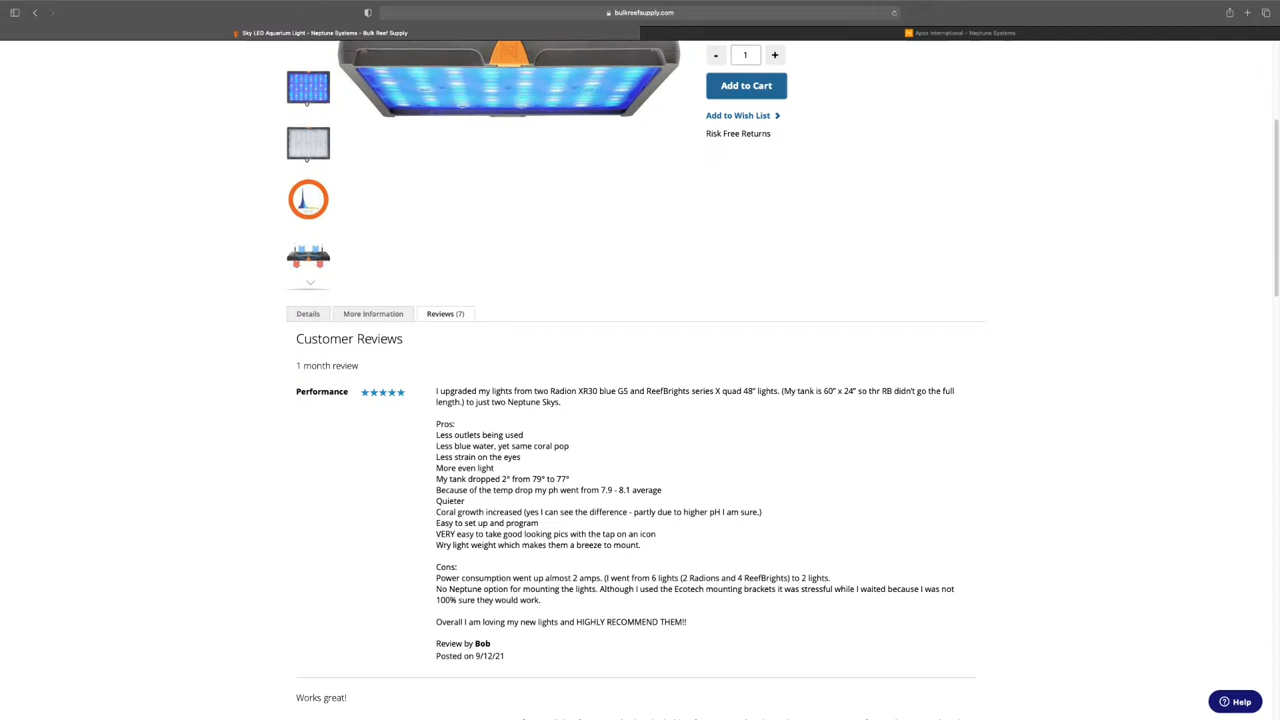 bulkreefsupply.com
Sky LED Aquarium Light - Neptune Systems - Bulk Reef Supply
Apex International – Neptune Systems
- 1 +
Add to Cart
Add to Wish List
Risk Free Returns
Details More Information Reviews (7)
Customer Reviews
1 month review
Performance
I upgraded my lights from two Radion XR30 blue G5 and ReefBrights series X quad 48" lights. (My tank is 60" x 24" so thr RB didn't go the full
length.) to just two Neptune Skys.
Pros:
Less outlets being used
Less blue water, yet same coral pop
Less strain on the eyes
More even light
My tank dropped 2° from 79° to 77°
Because of the temp drop my ph went from 7.9 - 8.1 average
Quieter
Coral growth increased (yes I can see the difference - partly due to higher pH I am sure.)
Easy to set up and program
VERY easy to take good looking pics with the tap on an icon
Wry light weight which makes them a breeze to mount.
Cons:
Power consumption went up almost 2 amps. (I went from 6 lights (2 Radions and 4 ReefBrights) to 2 lights.
No Neptune option for mounting the lights. Although I used the Ecotech mounting brackets it was stressful while I waited because I was not
100% sure they would work.
Overall I am loving my new lights and HIGHLY RECOMMEND THEM!!
Review by Bob
Posted on 9/12/21
Works great!
Help